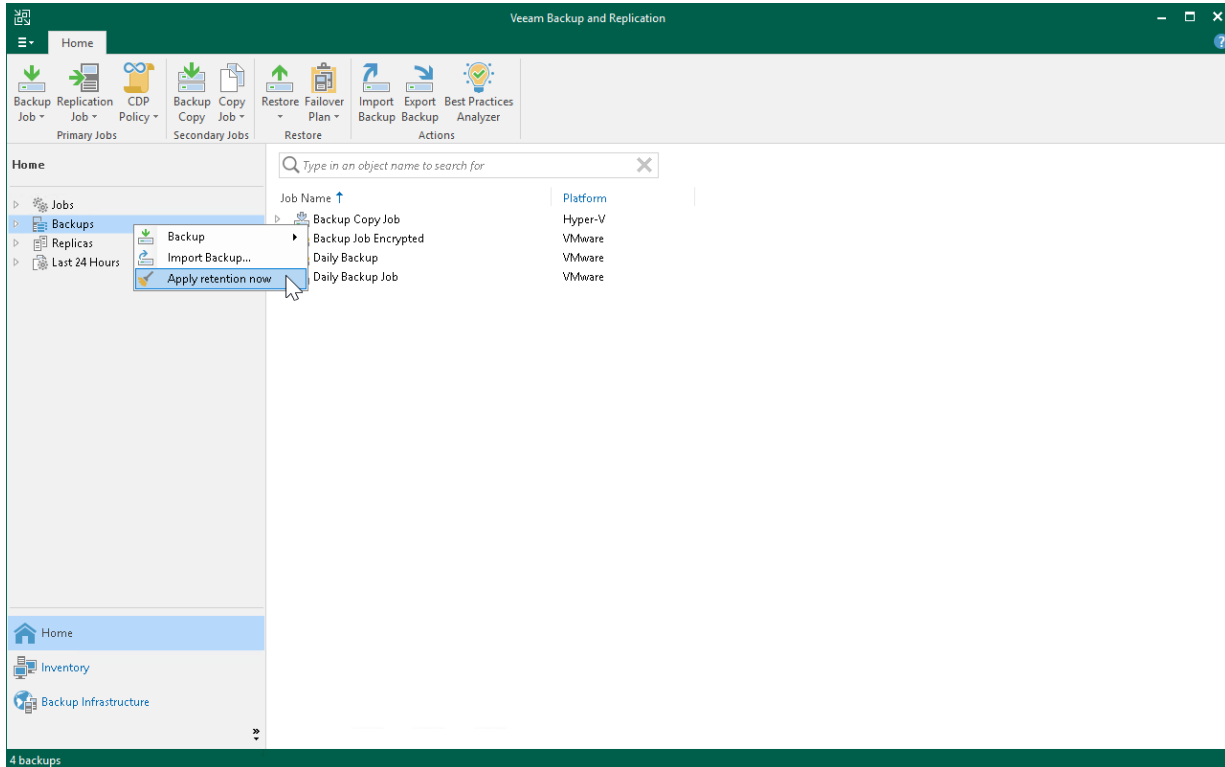 Veeam Backup and Replication
Home
Backup Job
Replication Job
CDP Policy
Backup Copy
Copy Job
Restore
Failover Plan
Import Backup
Export Backup
Best Practices Analyzer
Primary Jobs
Secondary Jobs
Restore
Actions
Home
Type in an object name to search for
Jobs
Backups
Replicas
Last 24 Hours
Backup
Import Backup...
Apply retention now
Job Name
Platform
Backup Copy Job
Hyper-V
Backup Job Encrypted
VMware
Daily Backup
VMware
Daily Backup Job
VMware
Home
Inventory
Backup Infrastructure
4 backups